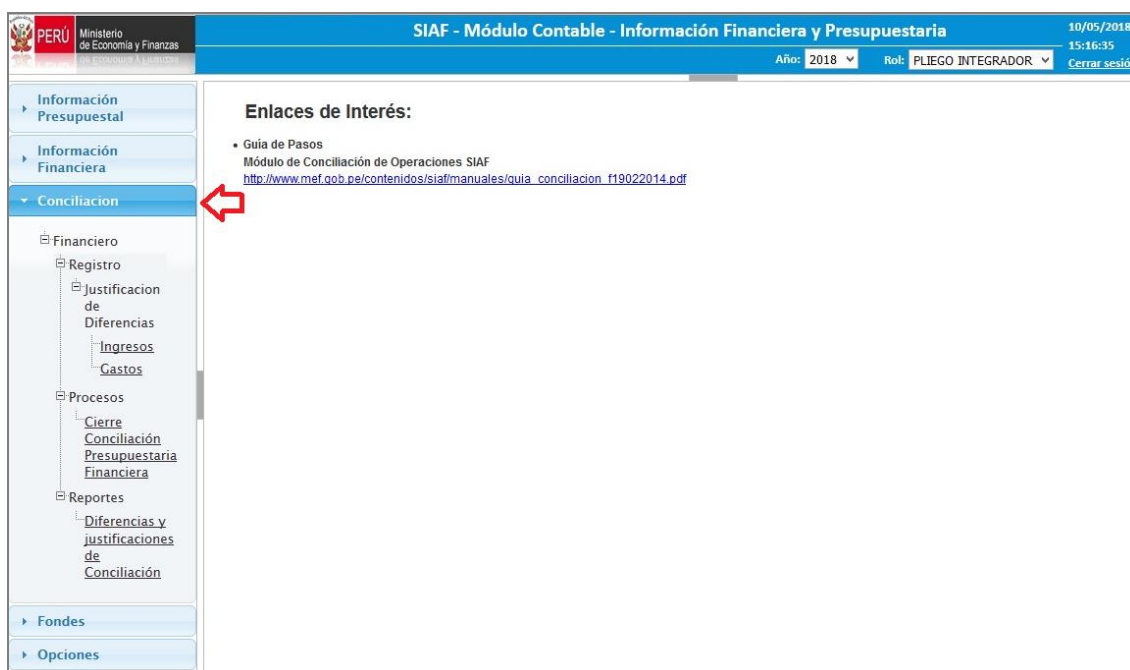 PERÚ
Ministerio
de Economía y Finanzas
SIAF - Módulo Contable - Información Financiera y Presupuestaria
10/05/2018
15:16:35
Año: 2018 Rol: PLIEGO INTEGRADOR
Cerrar sesió
Información
Presupuestal
Información
Financiera
Conciliacion
Financiero
Registro
Justificacion
de
Diferencias
Ingresos
Gastos
Procesos
Cierre
Conciliación
Presupuestaria
Financiera
Reportes
Diferencias y
justificaciones
de
Conciliación
Fondes
Opciones
Enlaces de Interés:
• Guía de Pasos
Módulo de Conciliación de Operaciones SIAF
http://www.mef.gob.pe/contenidos/siaf/manuales/guia_conciliacion_f19022014.pdf